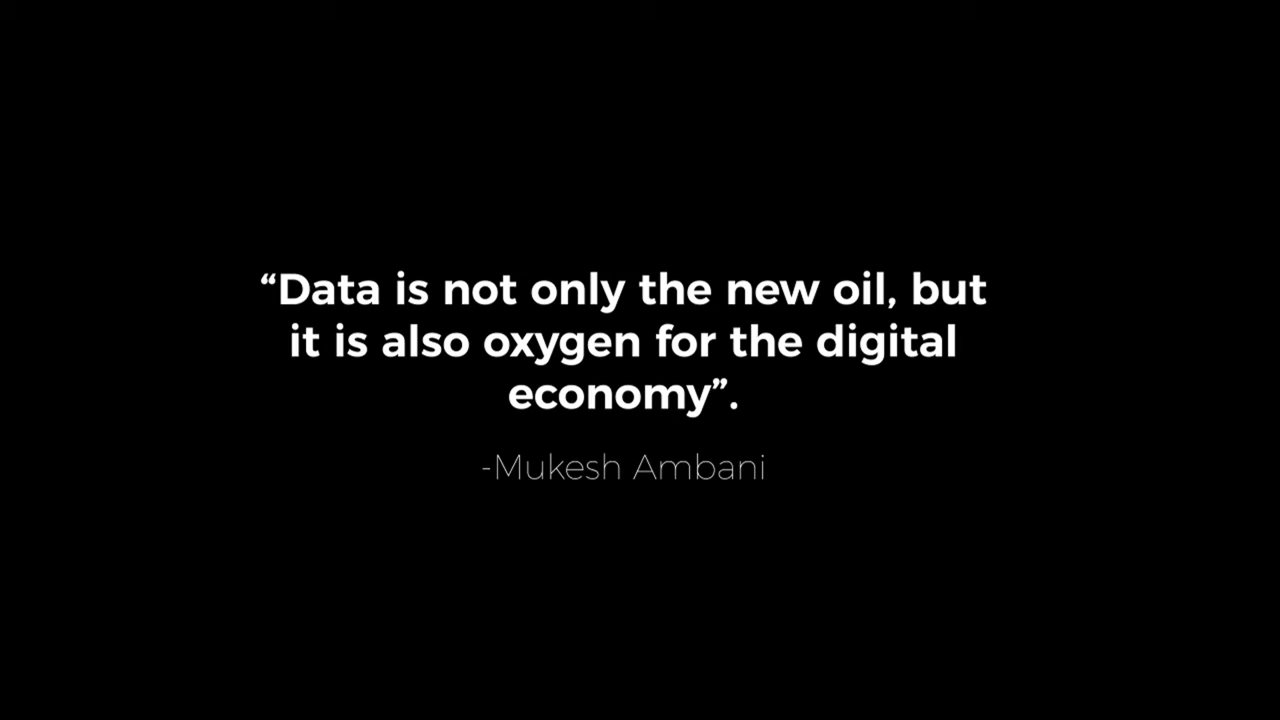 “Data is not only the new oil, but
it is also oxygen for the digital
economy”.
-Mukesh Ambani